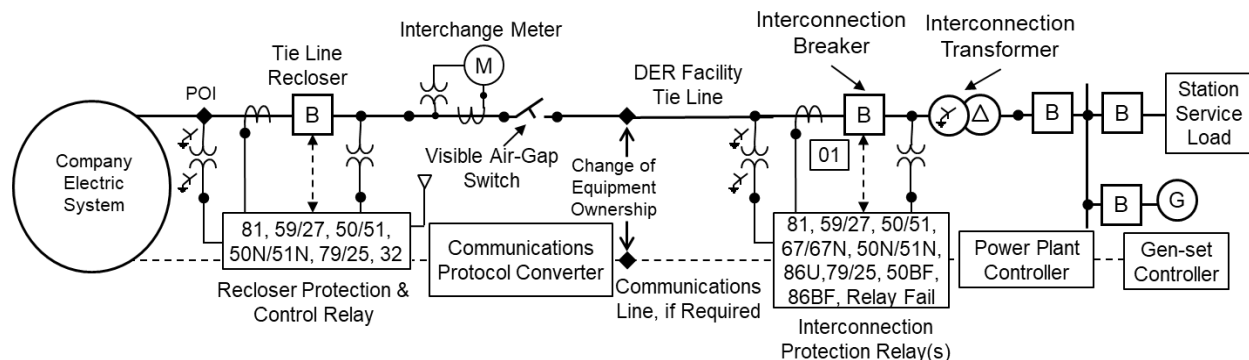 Interchange Meter
Interconnection
Breaker
Interconnection
Transformer
Tie Line
Recloser
M
DER Facility
Tie Line
POI
B
B
B
B
Station
Service
Load
Company
Electric
System
Visible Air-Gap
Switch
Change of
Equipment
Ownership
01
B
G
81, 59/27, 50/51,
50N/51N, 79/25, 32
Communications
Protocol Converter
81, 59/27, 50/51,
67/67N, 50N/51N,
86U,79/25, 50BF,
86BF, Relay Fail
Power Plant
Controller
Gen-set
Controller
Recloser Protection &
Control Relay
Communications
Line, if Required
Interconnection
Protection Relay(s)